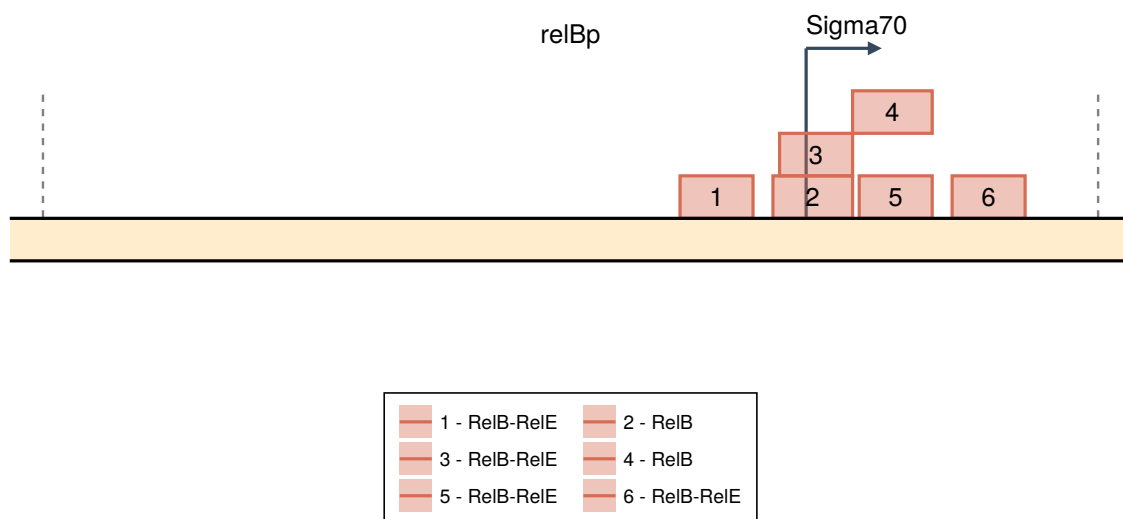 relBp
Sigma70
4
3
1
2
5
6
1 - RelB-RelE
2 - RelB
3 - RelB-RelE
4 - RelB
5 - RelB-RelE
6 - RelB-RelE